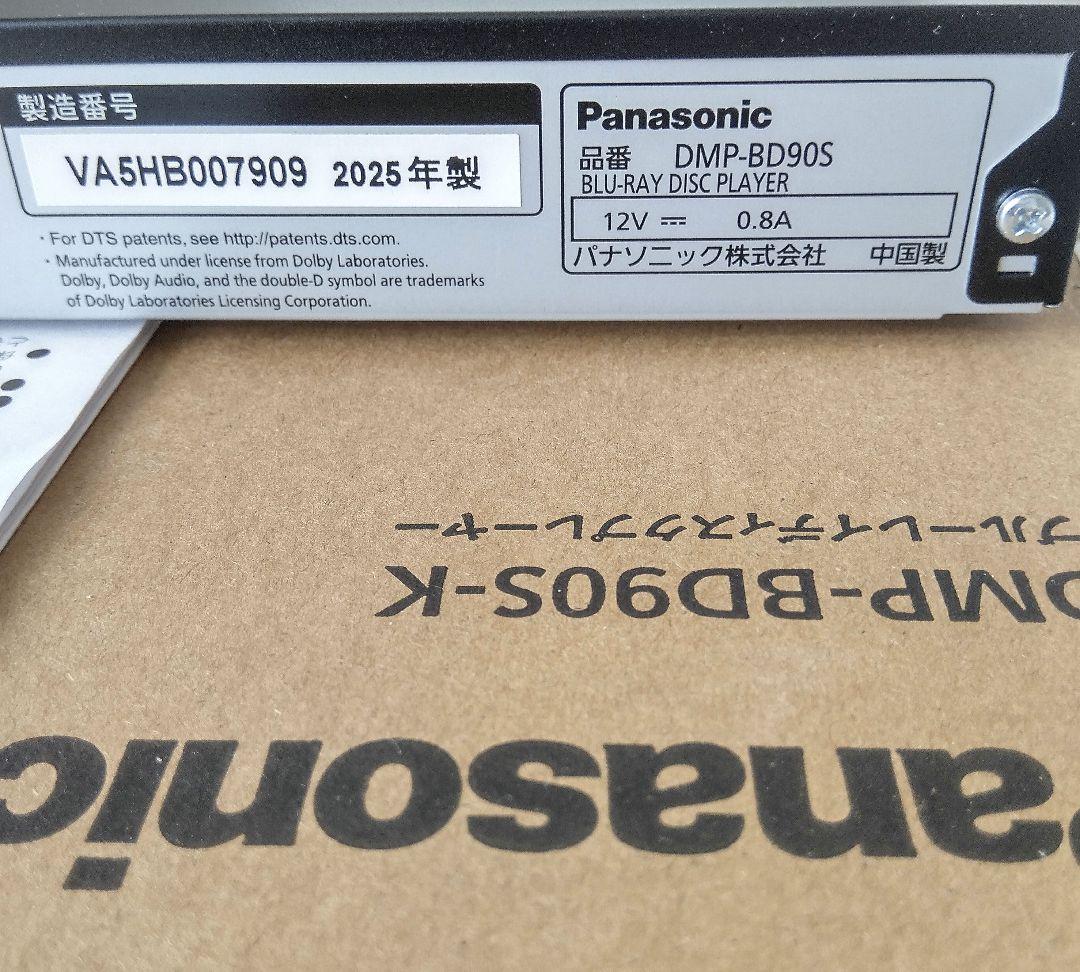 製造番号
VA5HB007909 2025年製
・For DTS patents, see http://patents.dts.com.
・Manufactured under license from Dolby Laboratories.
Dolby, Dolby Audio, and the double-D symbol are trademarks
of Dolby Laboratories Licensing Corporation.
Panasonic
品番 DMP-BD90S
BLU-RAY DISC PLAYER
12V ⎓ 0.8A
パナソニック株式会社 中国製
ブルーレイディスクプレーヤー
DMP-BD90S-K
Panasonic